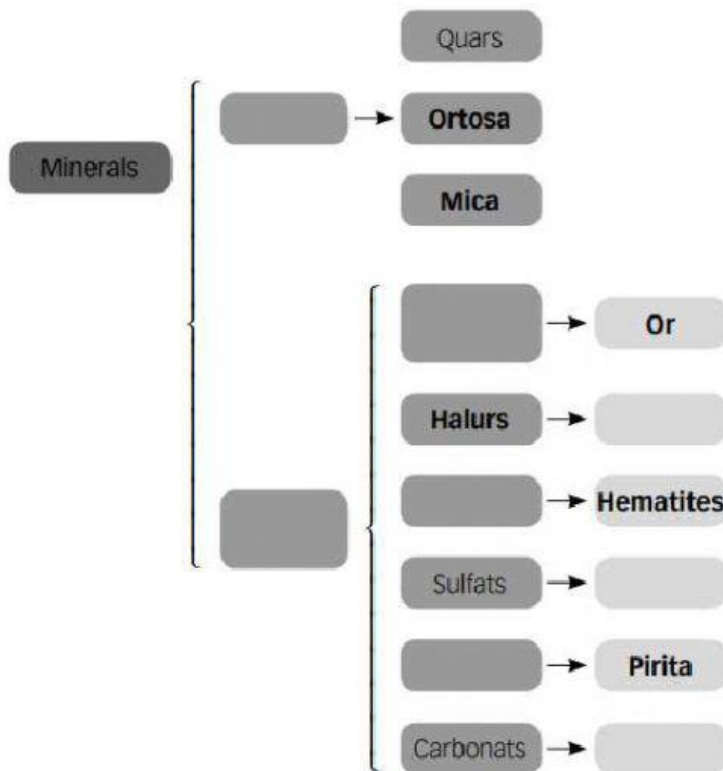 Quars
Minerals
Ortosa
Mica
Or
Halurs
Hematites
Sulfats
Pirita
Carbonats